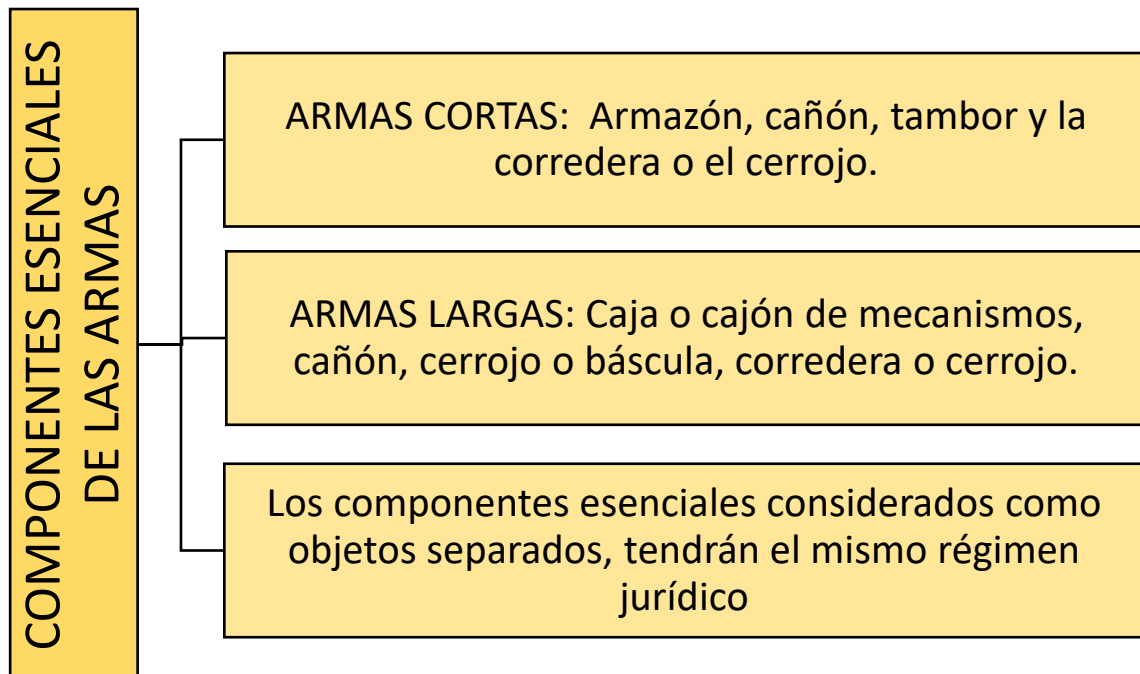 COMPONENTES ESENCIALES
DE LAS ARMAS
ARMAS CORTAS: Armazón, cañón, tambor y la
corredera o el cerrojo.
ARMAS LARGAS: Caja o cajón de mecanismos,
cañón, cerrojo o báscula, corredera o cerrojo.
Los componentes esenciales considerados como
objetos separados, tendrán el mismo régimen
jurídico